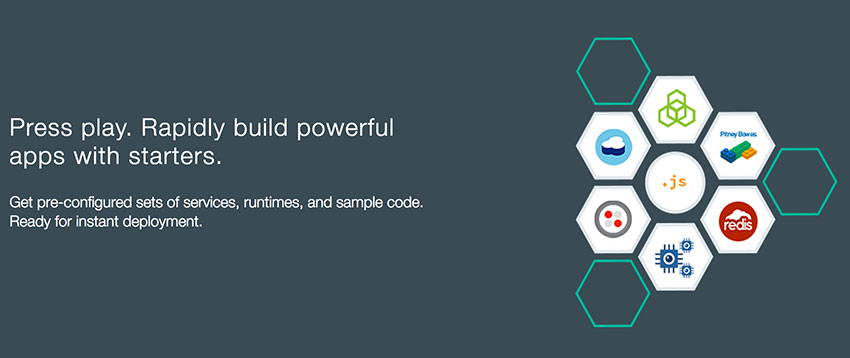 Press play. Rapidly build powerful
apps with starters.
Get pre-configured sets of services, runtimes, and sample code.
Ready for instant deployment.
Pitney Bowes
.js
redis